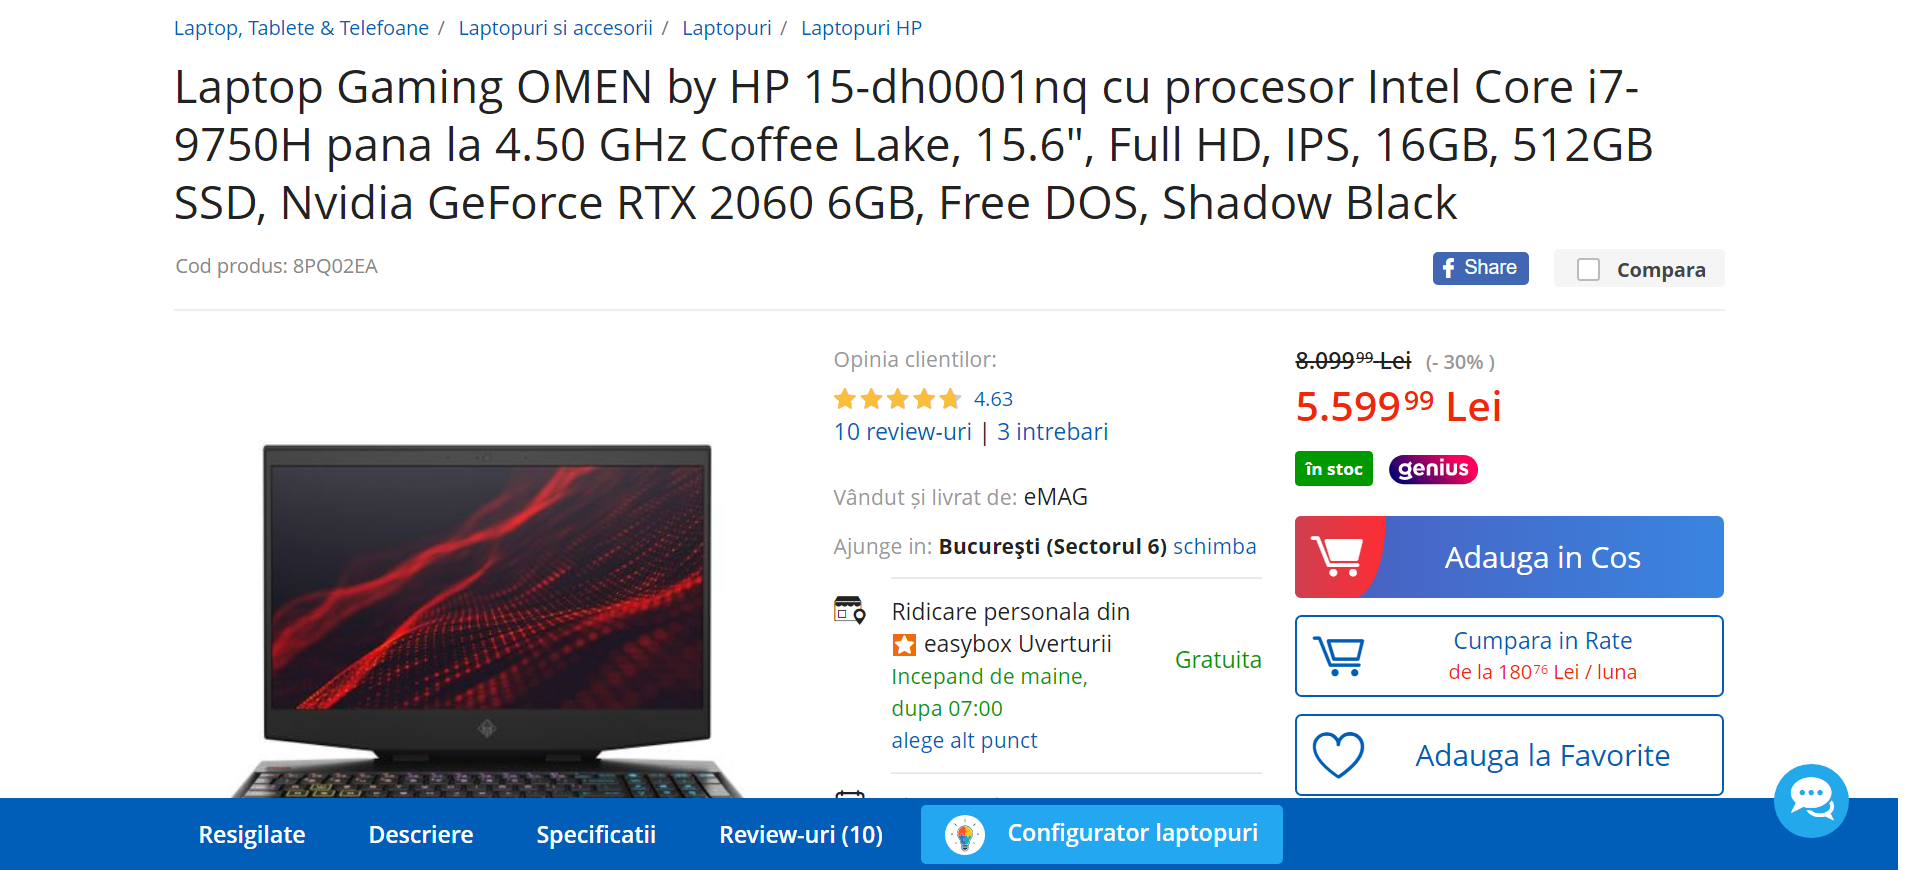 Laptop, Tablete & Telefoane / Laptopuri si accesorii / Laptopuri / Laptopuri HP
Laptop Gaming OMEN by HP 15-dh0001nq cu procesor Intel Core i7-
9750H pana la 4.50 GHz Coffee Lake, 15.6", Full HD, IPS, 16GB, 512GB
SSD, Nvidia GeForce RTX 2060 6GB, Free DOS, Shadow Black
Cod produs: 8PQ02EA
Share
Compara
Opinia clientilor:
4.63
10 review-uri | 3 intrebari
Vândut și livrat de: eMAG
Ajunge in: Bucureşti (Sectorul 6) schimba
Ridicare personala din
easybox Uverturii
Incepand de maine,
dupa 07:00
alege alt punct
Gratuita
8.099⁹⁹ Lei (- 30% )
5.599⁹⁹ Lei
în stoc
genius
Adauga in Cos
Cumpara in Rate
de la 180⁷⁶ Lei / luna
Adauga la Favorite
Resigilate
Descriere
Specificatii
Review-uri (10)
Configurator laptopuri